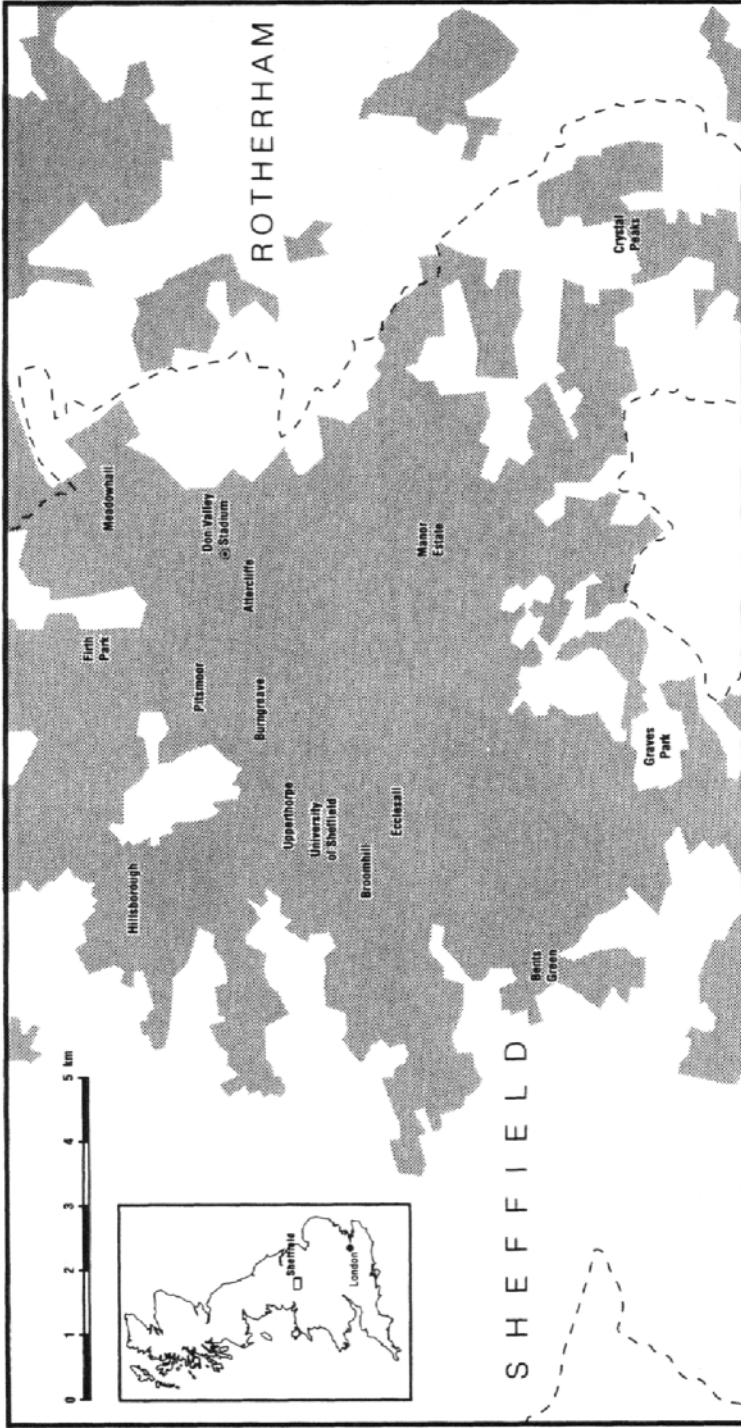 0 1 2 3 4 5 km
Sheffield
London
SHEFFIELD
ROTHERHAM
Hillsborough
Firth
Park
Meadowhall
Pitsmoor
Don Valley
Stadium
Burngreave
Attercliffe
Upperthorpe
University
of Sheffield
Broomhill
Ecclesall
Manor
Estate
Bents
Green
Graves
Park
Crystal
Peaks